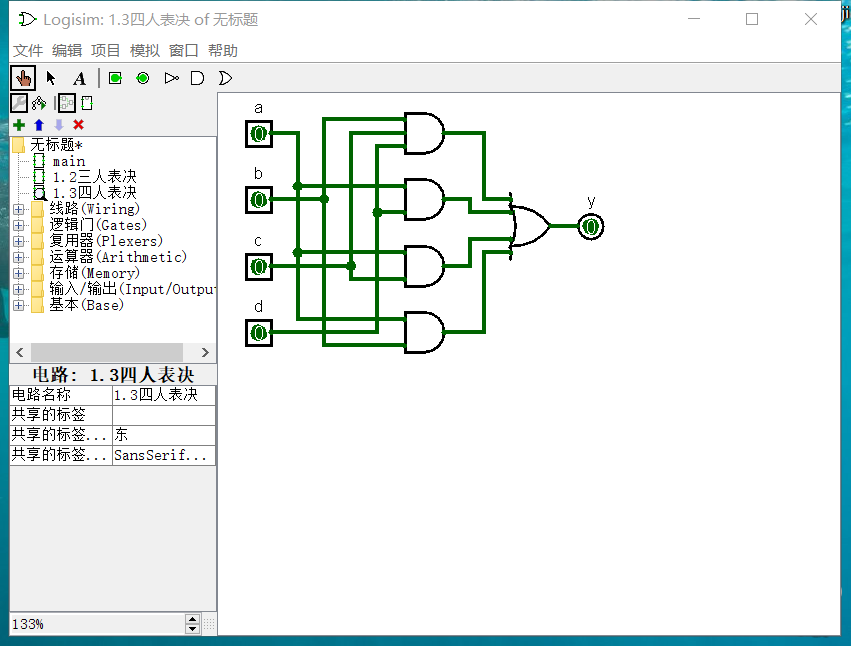 Logisim: 1.3四人表决 of 无标题
文件 编辑 项目 模拟 窗口 帮助
A
无标题*
main
1.2三人表决
1.3四人表决
线路(Wiring)
逻辑门(Gates)
复用器(Plexers)
运算器(Arithmetic)
存储(Memory)
输入/输出(Input/Outpu
基本(Base)
电路: 1.3四人表决
电路名称 1.3四人表决
共享的标签
共享的标签... 东
共享的标签... SansSerif...
133%
a
0
b
0
c
0
d
0
y
0